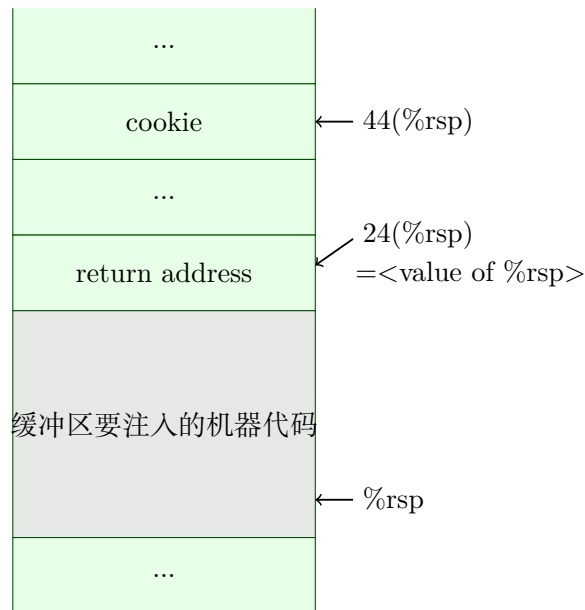 ...
cookie
44(%rsp)
...
24(%rsp)
return address
=<value of %rsp>
缓冲区要注入的机器代码
%rsp
...